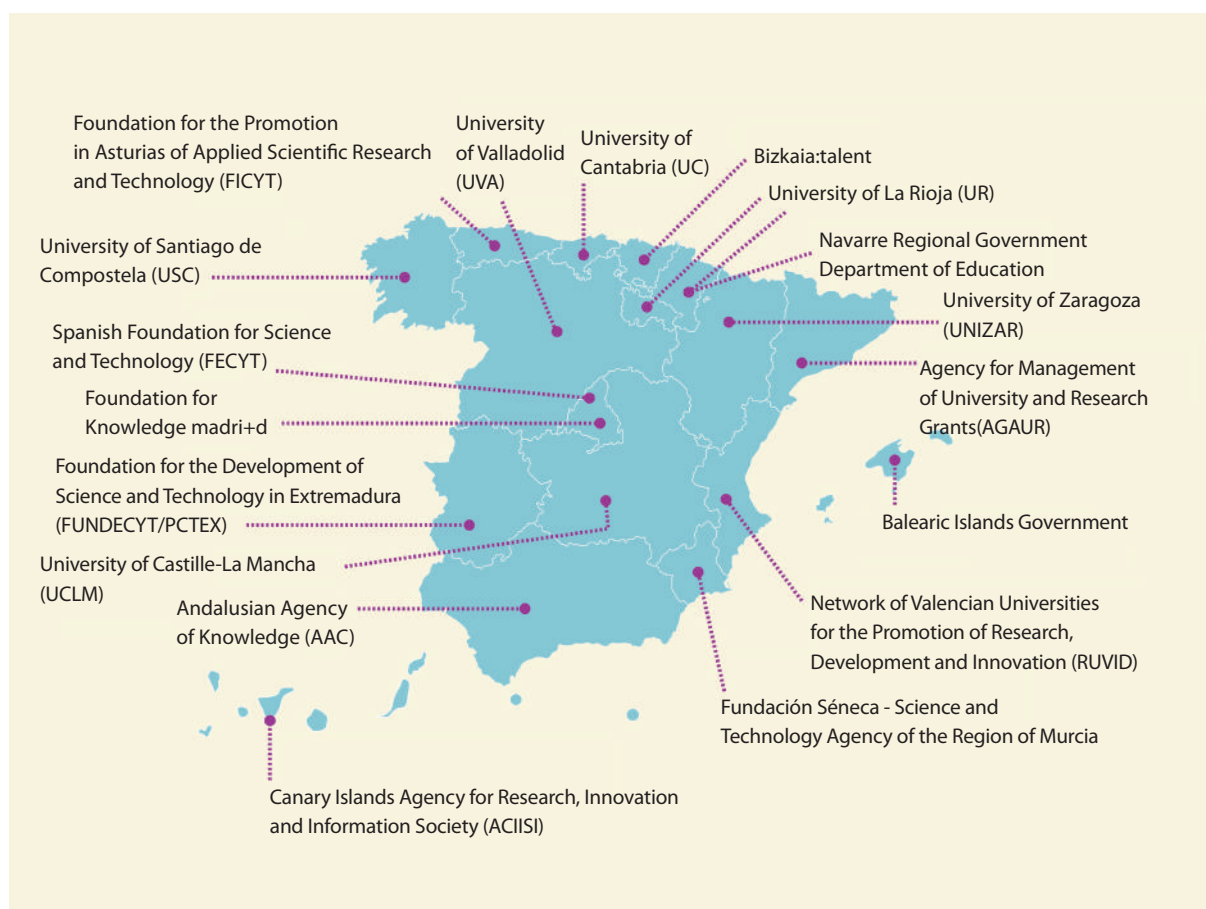 Foundation for the Promotion
in Asturias of Applied Scientific Research
and Technology (FICYT)
University
of Valladolid
(UVA)
University of
Cantabria (UC)
Bizkaia:talent
University of La Rioja (UR)
Navarre Regional Government
Department of Education
University of Santiago de
Compostela (USC)
University of Zaragoza
(UNIZAR)
Spanish Foundation for Science
and Technology (FECYT)
Agency for Management
of University and Research
Grants(AGAUR)
Foundation for
Knowledge madri+d
Foundation for the Development of
Science and Technology in Extremadura
(FUNDECYT/PCTEX)
Balearic Islands Government
University of Castille-La Mancha
(UCLM)
Andalusian Agency
of Knowledge (AAC)
Network of Valencian Universities
for the Promotion of Research,
Development and Innovation (RUVID)
Fundación Séneca - Science and
Technology Agency of the Region of Murcia
Canary Islands Agency for Research, Innovation
and Information Society (ACIISI)